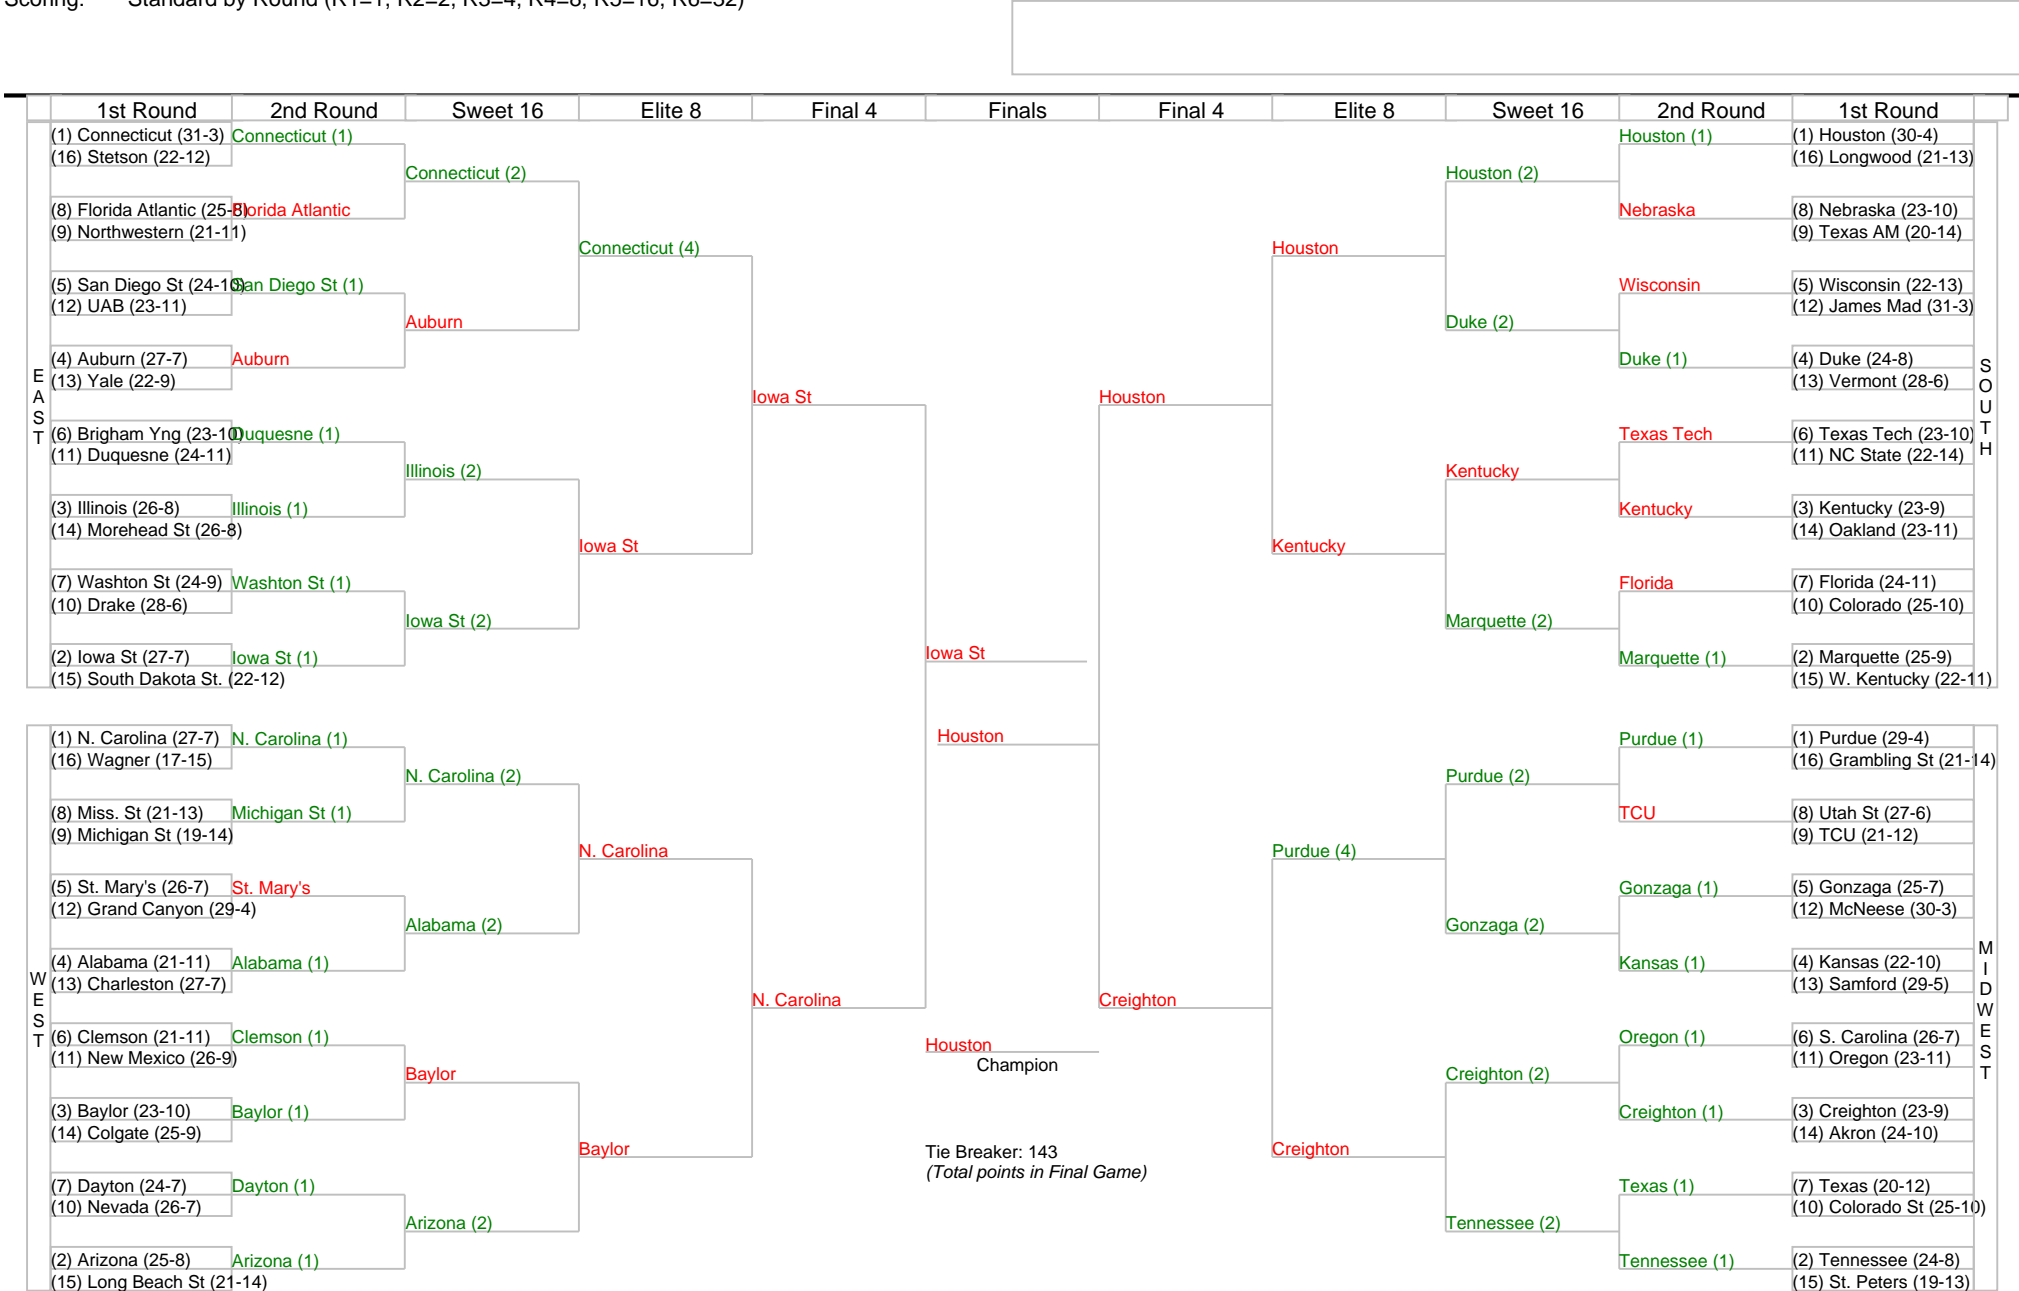 Scoring: Standard by Round (R1=1, R2=2, R3=4, R4=8, R5=16, R6=32)
1st Round 2nd Round Sweet 16 Elite 8 Final 4 Finals Final 4 Elite 8 Sweet 16 2nd Round 1st Round
EAST
(1) Connecticut (31-3)
(16) Stetson (22-12)
(8) Florida Atlantic (25-8)
(9) Northwestern (21-11)
(5) San Diego St (24-10)
(12) UAB (23-11)
(4) Auburn (27-7)
(13) Yale (22-9)
(6) Brigham Yng (23-10)
(11) Duquesne (24-11)
(3) Illinois (26-8)
(14) Morehead St (26-8)
(7) Washton St (24-9)
(10) Drake (28-6)
(2) Iowa St (27-7)
(15) South Dakota St. (22-12)
Connecticut (1)
Florida Atlantic
San Diego St (1)
Auburn
Duquesne (1)
Illinois (1)
Washton St (1)
Iowa St (1)
Connecticut (2)
Auburn
Illinois (2)
Iowa St (2)
Connecticut (4)
Iowa St
Iowa St
WEST
(1) N. Carolina (27-7)
(16) Wagner (17-15)
(8) Miss. St (21-13)
(9) Michigan St (19-14)
(5) St. Mary's (26-7)
(12) Grand Canyon (29-4)
(4) Alabama (21-11)
(13) Charleston (27-7)
(6) Clemson (21-11)
(11) New Mexico (26-9)
(3) Baylor (23-10)
(14) Colgate (25-9)
(7) Dayton (24-7)
(10) Nevada (26-7)
(2) Arizona (25-8)
(15) Long Beach St (21-14)
N. Carolina (1)
Michigan St (1)
St. Mary's
Alabama (1)
Clemson (1)
Baylor (1)
Dayton (1)
Arizona (1)
N. Carolina (2)
Alabama (2)
Baylor
Arizona (2)
N. Carolina
Baylor
N. Carolina
Iowa St
Houston
Houston
Champion
Tie Breaker: 143
(Total points in Final Game)
Houston
Creighton
Houston
Kentucky
Houston (2)
Duke (2)
Kentucky
Marquette (2)
Houston (1)
Nebraska
Wisconsin
Duke (1)
Texas Tech
Kentucky
Florida
Marquette (1)
(1) Houston (30-4)
(16) Longwood (21-13)
(8) Nebraska (23-10)
(9) Texas AM (20-14)
(5) Wisconsin (22-13)
(12) James Mad (31-3)
(4) Duke (24-8)
(13) Vermont (28-6)
(6) Texas Tech (23-10)
(11) NC State (22-14)
(3) Kentucky (23-9)
(14) Oakland (23-11)
(7) Florida (24-11)
(10) Colorado (25-10)
(2) Marquette (25-9)
(15) W. Kentucky (22-11)
SOUTH
Purdue (4)
Creighton
Purdue (2)
Gonzaga (2)
Creighton (2)
Tennessee (2)
Purdue (1)
TCU
Gonzaga (1)
Kansas (1)
Oregon (1)
Creighton (1)
Texas (1)
Tennessee (1)
(1) Purdue (29-4)
(16) Grambling St (21-14)
(8) Utah St (27-6)
(9) TCU (21-12)
(5) Gonzaga (25-7)
(12) McNeese (30-3)
(4) Kansas (22-10)
(13) Samford (29-5)
(6) S. Carolina (26-7)
(11) Oregon (23-11)
(3) Creighton (23-9)
(14) Akron (24-10)
(7) Texas (20-12)
(10) Colorado St (25-10)
(2) Tennessee (24-8)
(15) St. Peters (19-13)
MIDWEST